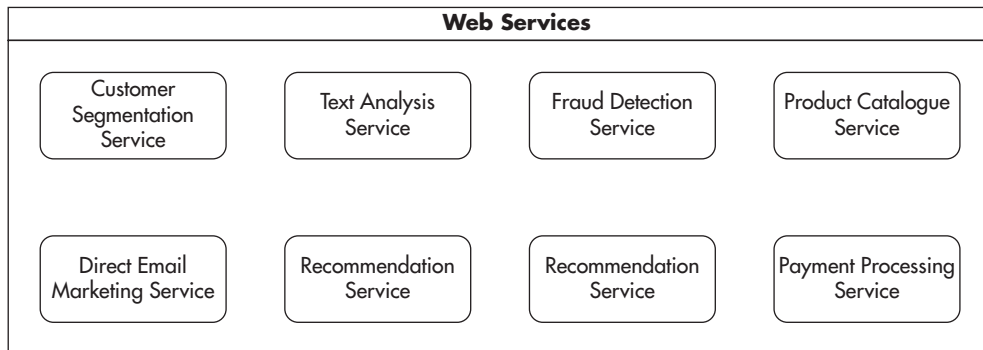 Web Services
Customer
Segmentation
Service
Text Analysis
Service
Fraud Detection
Service
Product Catalogue
Service
Direct Email
Marketing Service
Recommendation
Service
Recommendation
Service
Payment Processing
Service